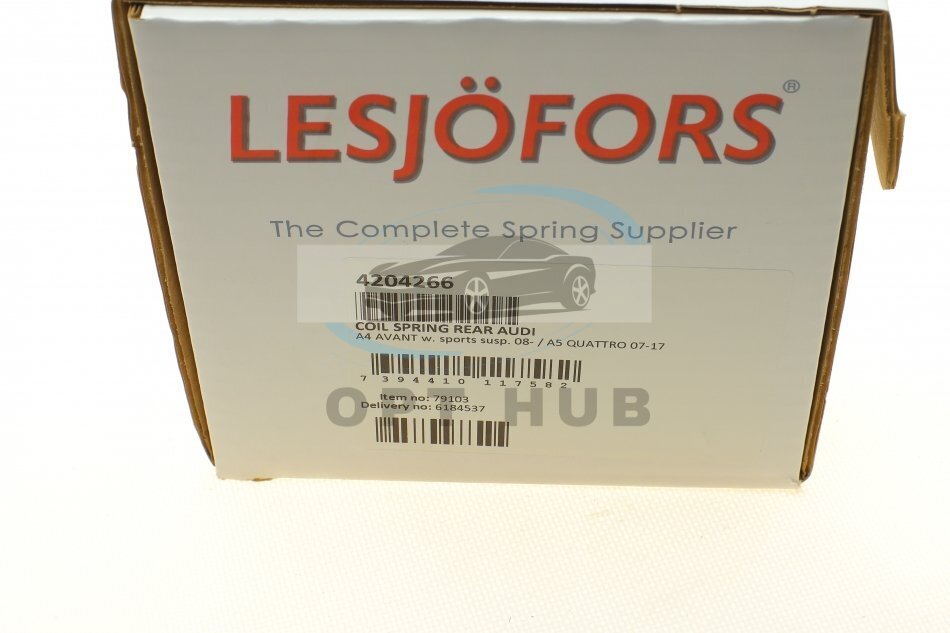 LESJÖFORS®
The Complete Spring Supplier
4204266
COIL SPRING REAR AUDI
A4 AVANT w. sports susp. 08- / A5 QUATTRO 07-17
7 394410 117582
Item no: 79103
Delivery no: 6184537
OPT HUB